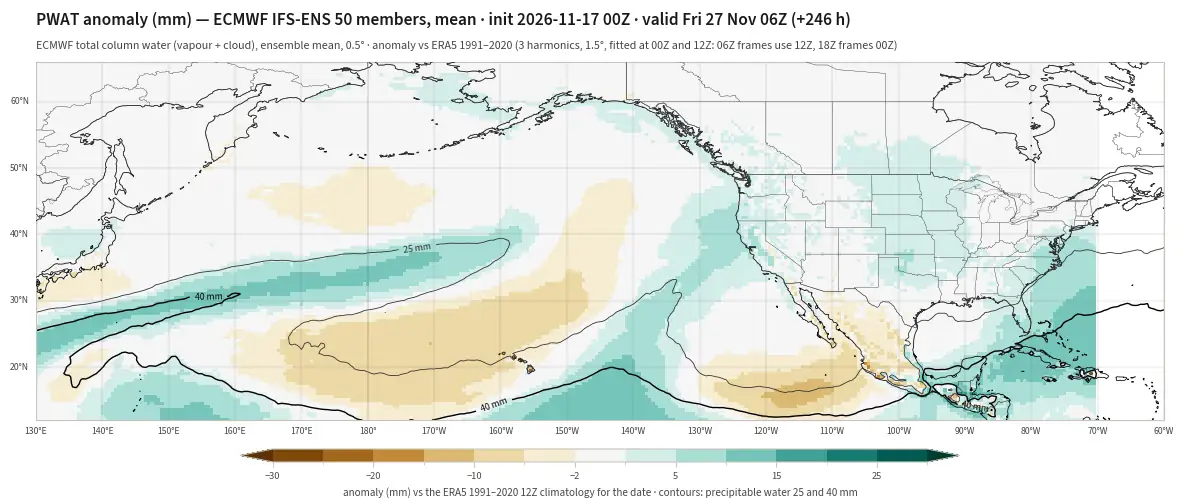 PWAT anomaly (mm) — ECMWF IFS-ENS 50 members, mean · init 2026-11-17 00Z · valid Fri 27 Nov 06Z (+246 h)
ECMWF total column water (vapour + cloud), ensemble mean, 0.5° · anomaly vs ERA5 1991–2020 (3 harmonics, 1.5°, fitted at 00Z and 12Z: 06Z frames use 12Z, 18Z frames 00Z)
60°N
50°N
40°N
30°N
20°N
25 mm
40 mm
40 mm
40 mm
130°E 140°E 150°E 160°E 170°E 180° 170°W 160°W 150°W 140°W 130°W 120°W 110°W 100°W 90°W 80°W 70°W 60°W
−30 −20 −10 −2 5 15 25
anomaly (mm) vs the ERA5 1991–2020 12Z climatology for the date · contours: precipitable water 25 and 40 mm